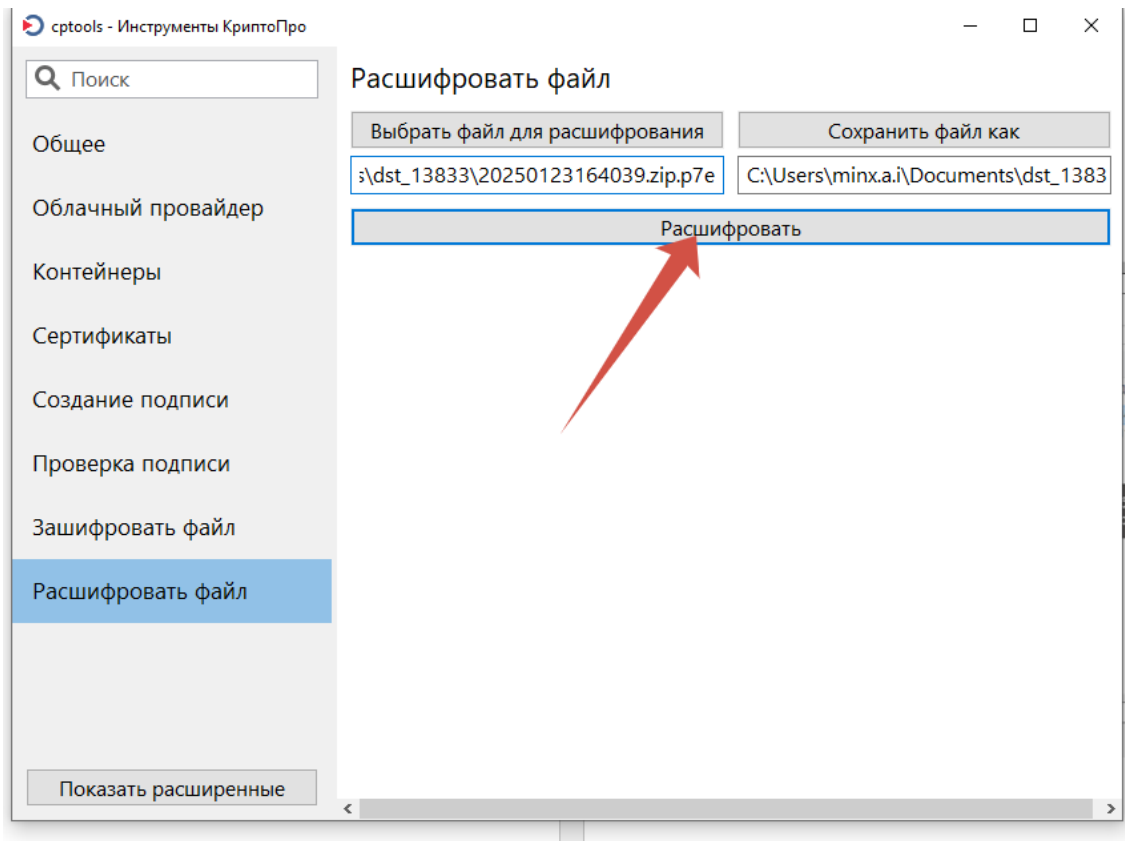 cptools - Инструменты КриптоПро
Поиск
Общее
Облачный провайдер
Контейнеры
Сертификаты
Создание подписи
Проверка подписи
Зашифровать файл
Расшифровать файл
Показать расширенные
Расшифровать файл
Выбрать файл для расшифрования
Сохранить файл как
s\dst_13833\20250123164039.zip.p7e
C:\Users\minx.a.i\Documents\dst_1383
Расшифровать